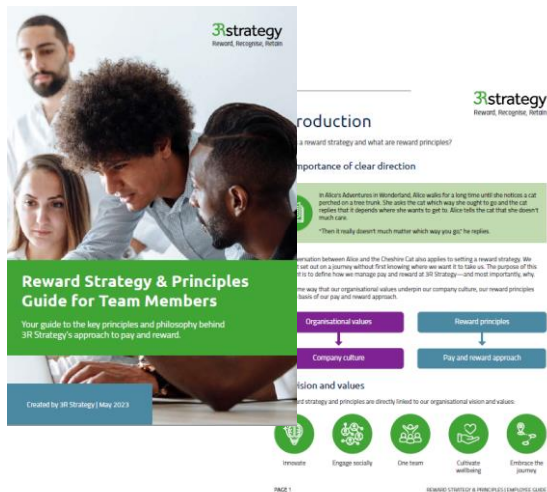 3Rstrategy
Reward, Recognise, Retain
Reward Strategy & Principles
Guide for Team Members
Your guide to the key principles and philosophy behind
3R Strategy's approach to pay and reward.
Created by 3R Strategy | May 2023
3Rstrategy
Reward, Recognise, Retain
roduction
a reward strategy and what are reward principles?
mportance of clear direction
In Alice's Adventures in Wonderland, Alice walks for a long time until she notices a cat
perched on a tree trunk. She asks the cat which way she ought to go and the cat
replies that it depends where she wants to get to. Alice tells the cat that she doesn't
much care.
"Then it really doesn't much matter which way you go," he replies.
versation between Alice and the Cheshire Cat also applies to setting a reward strategy. We
t set out on a journey without first knowing where we want it to take us. The purpose of this
nt is to define how we manage pay and reward at 3R Strategy—and most importantly, why.
me way that our organisational values underpin our company culture, our reward principles
basis of our pay and reward approach.
Organisational values
Reward principles
Company culture
Pay and reward approach
ision and values
rd strategy and principles are directly linked to our organisational vision and values:
Innovate
Engage socially
One team
Cultivate
wellbeing
Embrace the
journey
PAGE 1
REWARD STRATEGY & PRINCIPLES | EMPLOYEE GUIDE